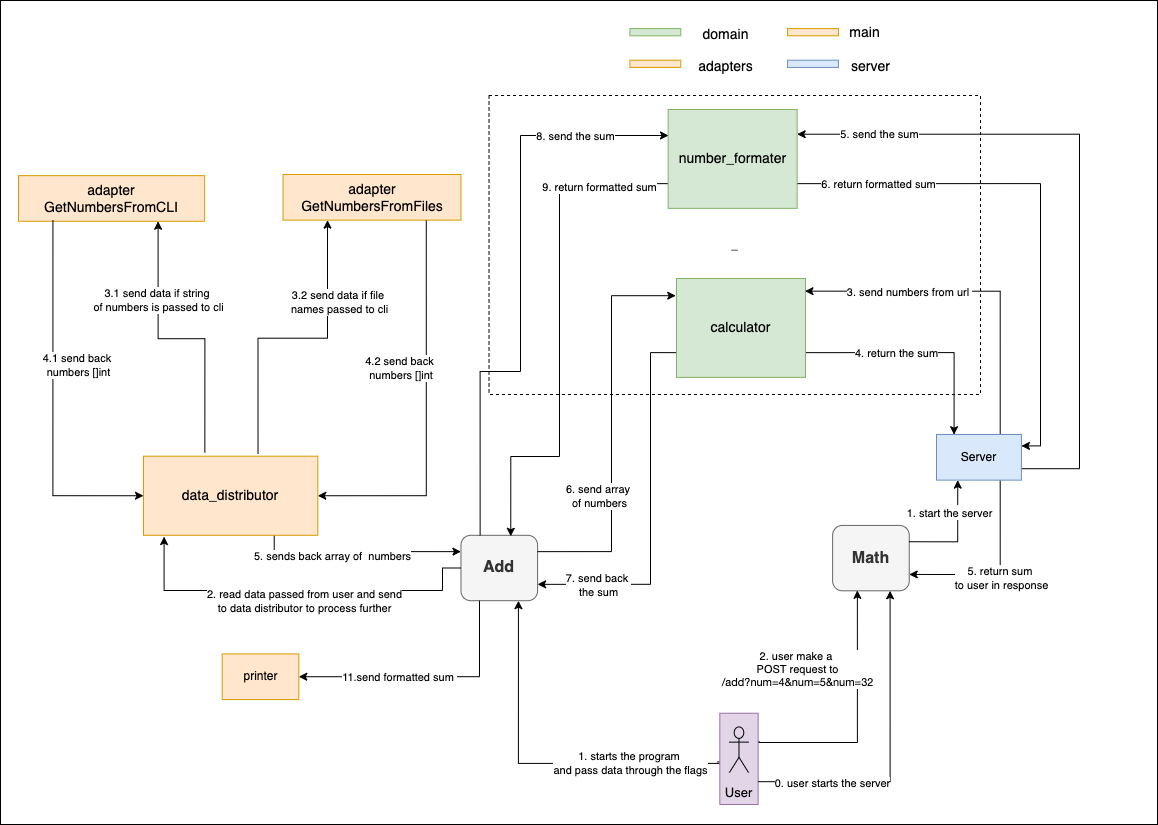 domain
main
adapters
server
8. send the sum
number_formater
5. send the sum
9. return formatted sum
6. return formatted sum
adapter
GetNumbersFromCLI
adapter
GetNumbersFromFiles
3.1 send data if string
of numbers is passed to cli
3.2 send data if file
names passed to cli
3. send numbers from url
calculator
4.1 send back
numbers []int
4.2 send back
numbers []int
4. return the sum
Server
data_distributor
6. send array
of numbers
1. start the server
5. sends back array of numbers
Add
Math
7. send back
the sum
5. return sum
to user in response
2. read data passed from user and send
to data distributor to process further
printer
11.send formatted sum
2. user make a
POST request to
/add?num=4&num=5&num=32
1. starts the program
and pass data through the flags
0. user starts the server
User